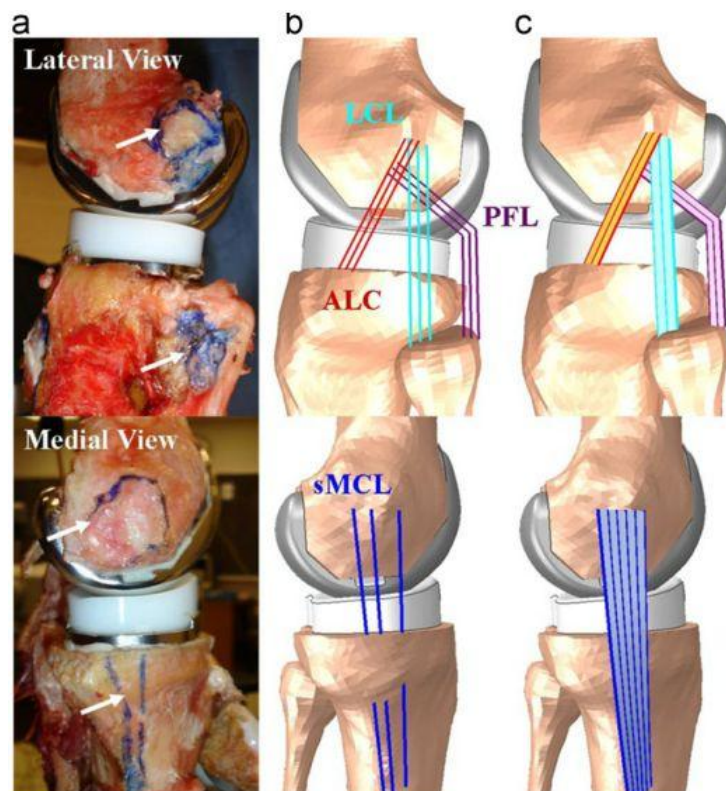 a
b
c
Lateral View
LCL
PFL
ALC
Medial View
sMCL